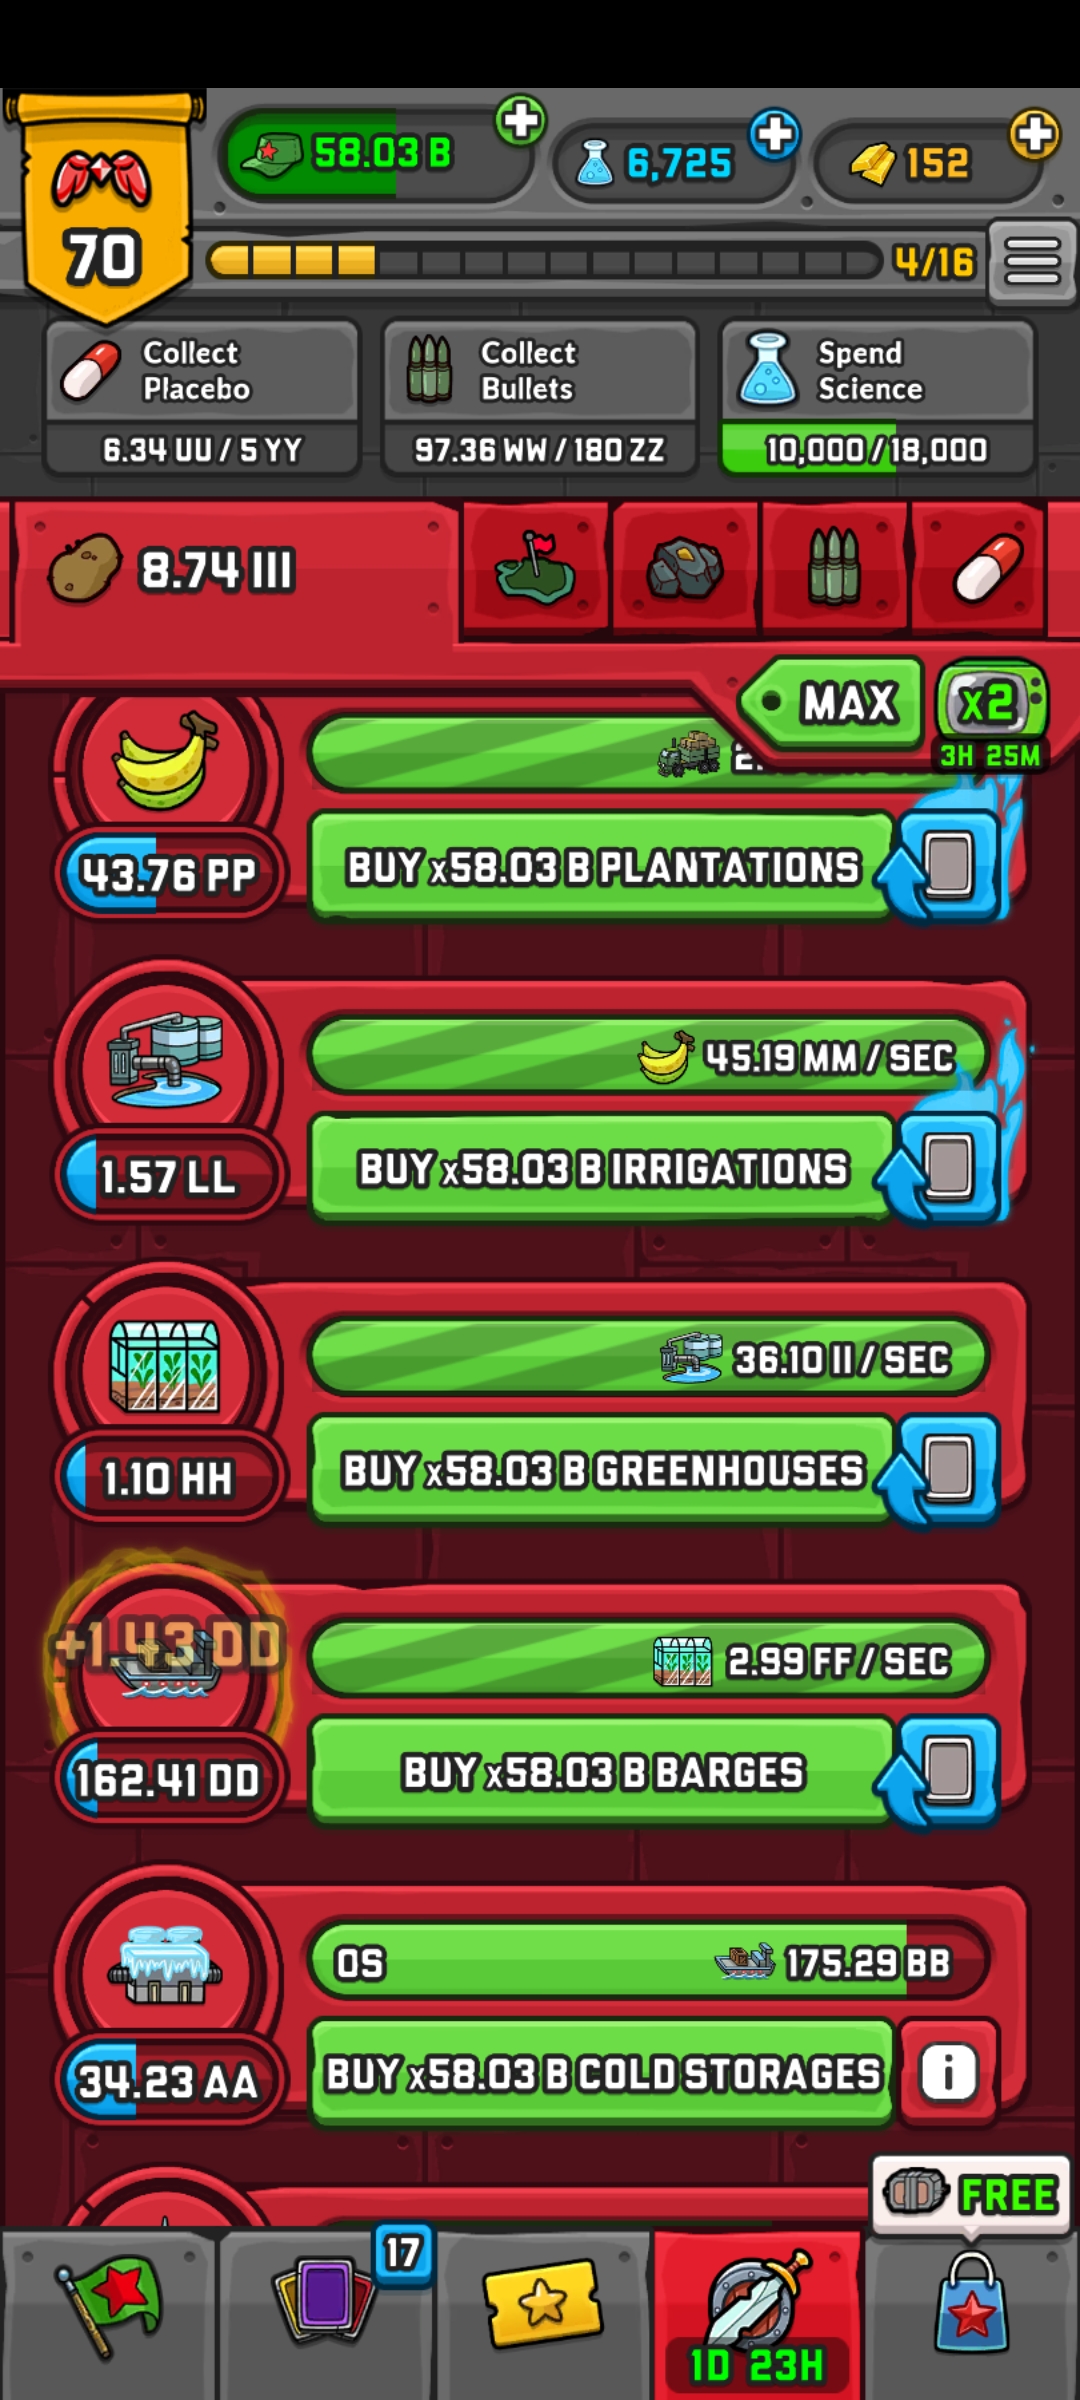 58.03 B
6,725
152
70
4/16
Collect
Placebo
6.34 UU / 5 YY
Collect
Bullets
97.36 WW / 180 ZZ
Spend
Science
10,000 / 18,000
8.74 III
MAX
x2
3H 25M
43.76 PP
BUY x58.03 B PLANTATIONS
45.19 MM / SEC
1.57 LL
BUY x58.03 B IRRIGATIONS
36.10 II / SEC
1.10 HH
BUY x58.03 B GREENHOUSES
+1.43 DD
2.99 FF / SEC
162.41 DD
BUY x58.03 B BARGES
0S
175.29 BB
34.23 AA
BUY x58.03 B COLD STORAGES
i
FREE
17
1D 23H